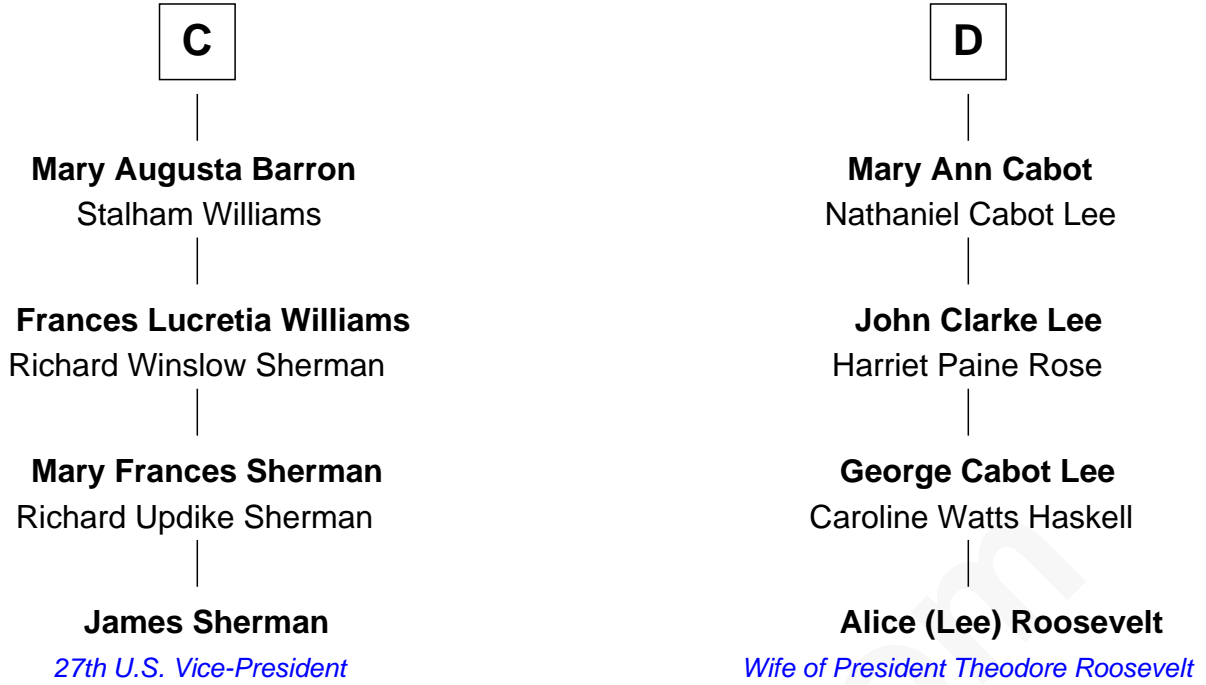 C
Mary Augusta Barron
Stalham Williams
Frances Lucretia Williams
Richard Winslow Sherman
Mary Frances Sherman
Richard Updike Sherman
James Sherman
27th U.S. Vice-President
D
Mary Ann Cabot
Nathaniel Cabot Lee
John Clarke Lee
Harriet Paine Rose
George Cabot Lee
Caroline Watts Haskell
Alice (Lee) Roosevelt
Wife of President Theodore Roosevelt